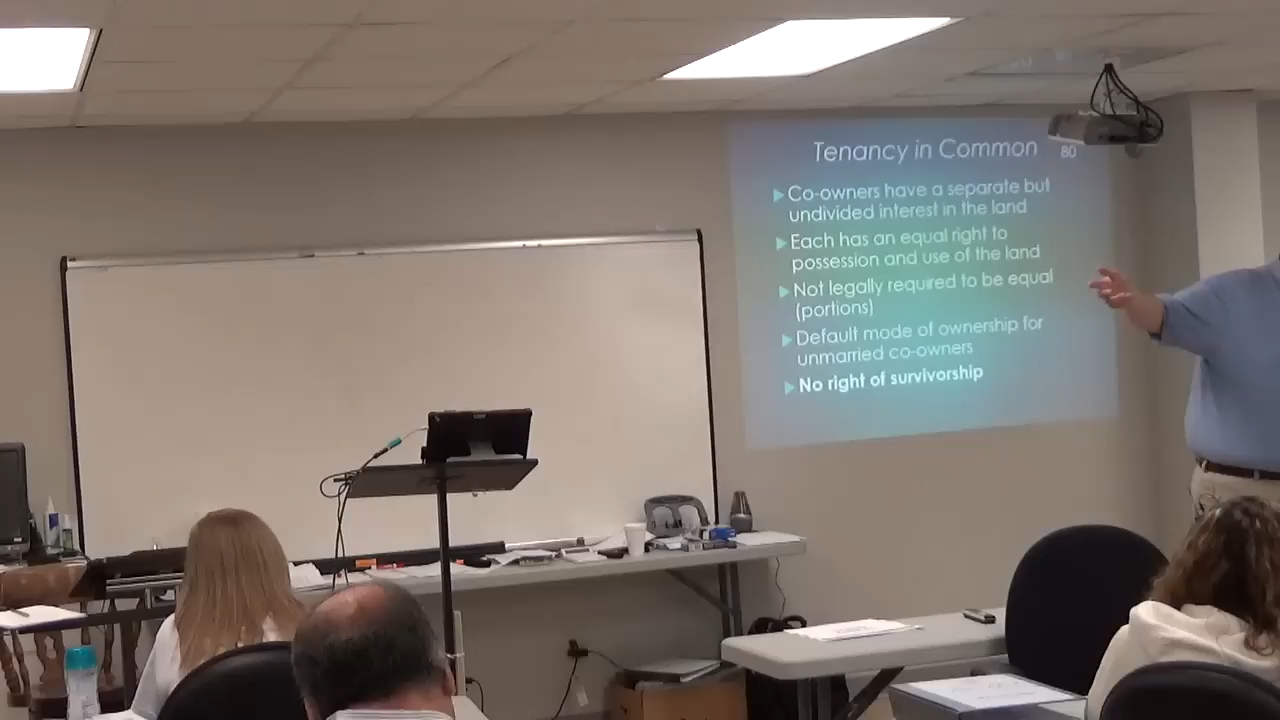 Tenancy in Common
80
Co-owners have a separate but
undivided interest in the land
Each has an equal right to
possession and use of the land
Not legally required to be equal
(portions)
Default mode of ownership for
unmarried co-owners
No right of survivorship